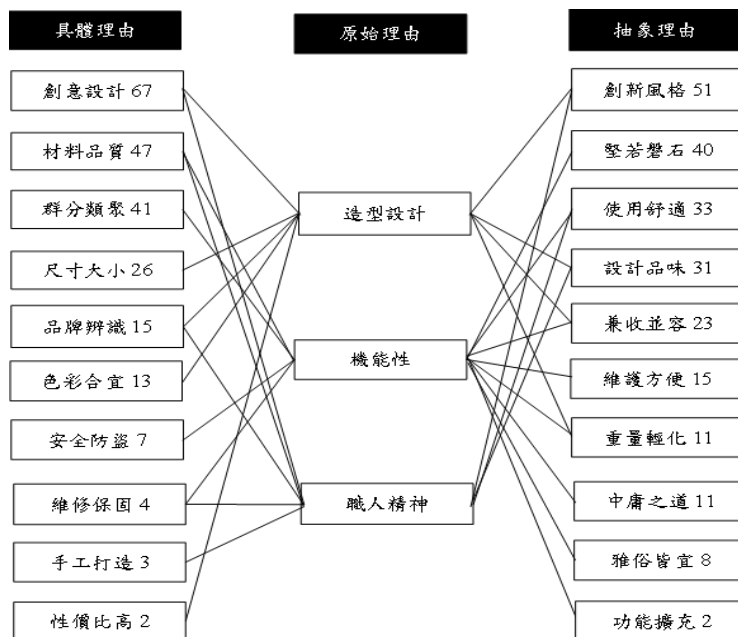 具體理由
原始理由
抽象理由
創意設計 67
材料品質 47
群分類聚 41
尺寸大小 26
品牌辨識 15
色彩合宜 13
安全防盜 7
維修保固 4
手工打造 3
性價比高 2
造型設計
機能性
職人精神
創新風格 51
堅若磐石 40
使用舒適 33
設計品味 31
兼收並容 23
維護方便 15
重量輕化 11
中庸之道 11
雅俗皆宜 8
功能擴充 2